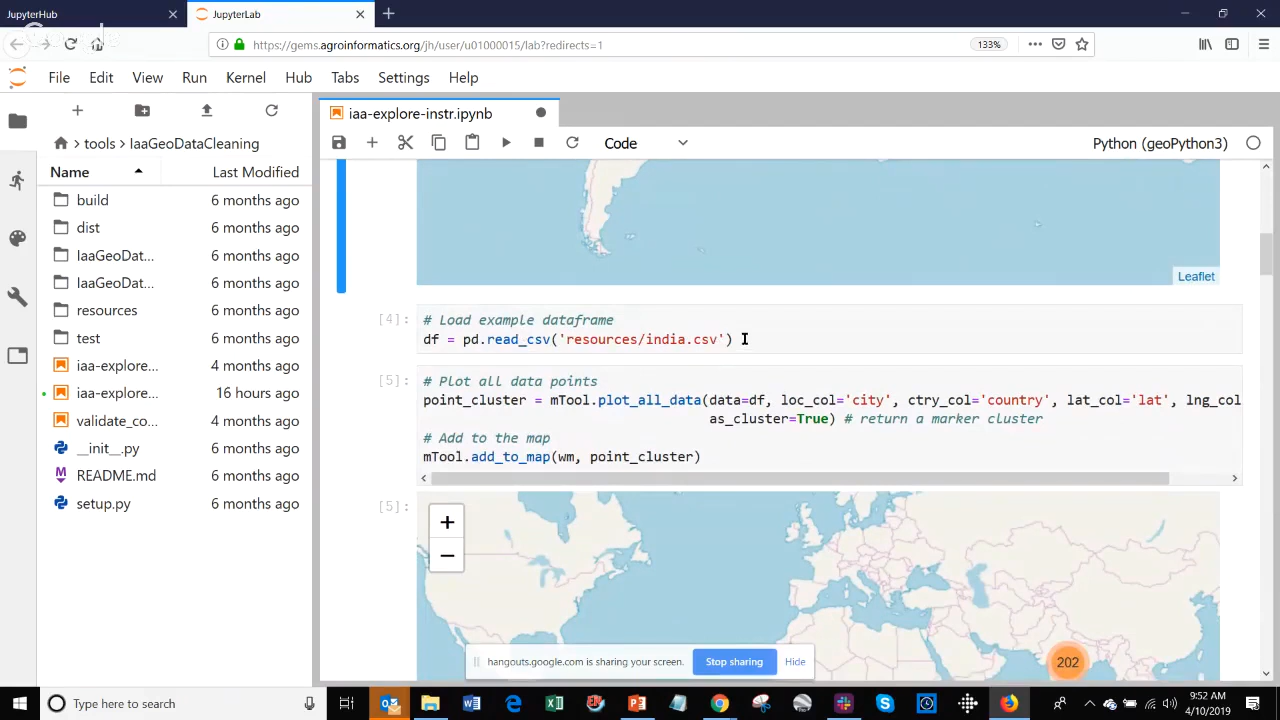 JupyterHub
JupyterLab
https://gems.agroinformatics.org/jh/user/u01000015/lab?redirects=1
133%
File Edit View Run Kernel Hub Tabs Settings Help
iaa-explore-instr.ipynb
tools > IaaGeoDataCleaning
Code
Python (geoPython3)
Name Last Modified
build 6 months ago
dist 6 months ago
IaaGeoDat... 6 months ago
IaaGeoDat... 6 months ago
resources 6 months ago
test 6 months ago
iaa-explore... 4 months ago
iaa-explore... 16 hours ago
validate_co... 4 months ago
__init__.py 6 months ago
README.md 6 months ago
setup.py 6 months ago
Leaflet
[4]: # Load example dataframe
df = pd.read_csv('resources/india.csv')
[5]: # Plot all data points
point_cluster = mTool.plot_all_data(data=df, loc_col='city', ctry_col='country', lat_col='lat', lng_col
as_cluster=True) # return a marker cluster
# Add to the map
mTool.add_to_map(wm, point_cluster)
[5]:
+
−
202
hangouts.google.com is sharing your screen. Stop sharing Hide
Type here to search
9:52 AM
4/10/2019